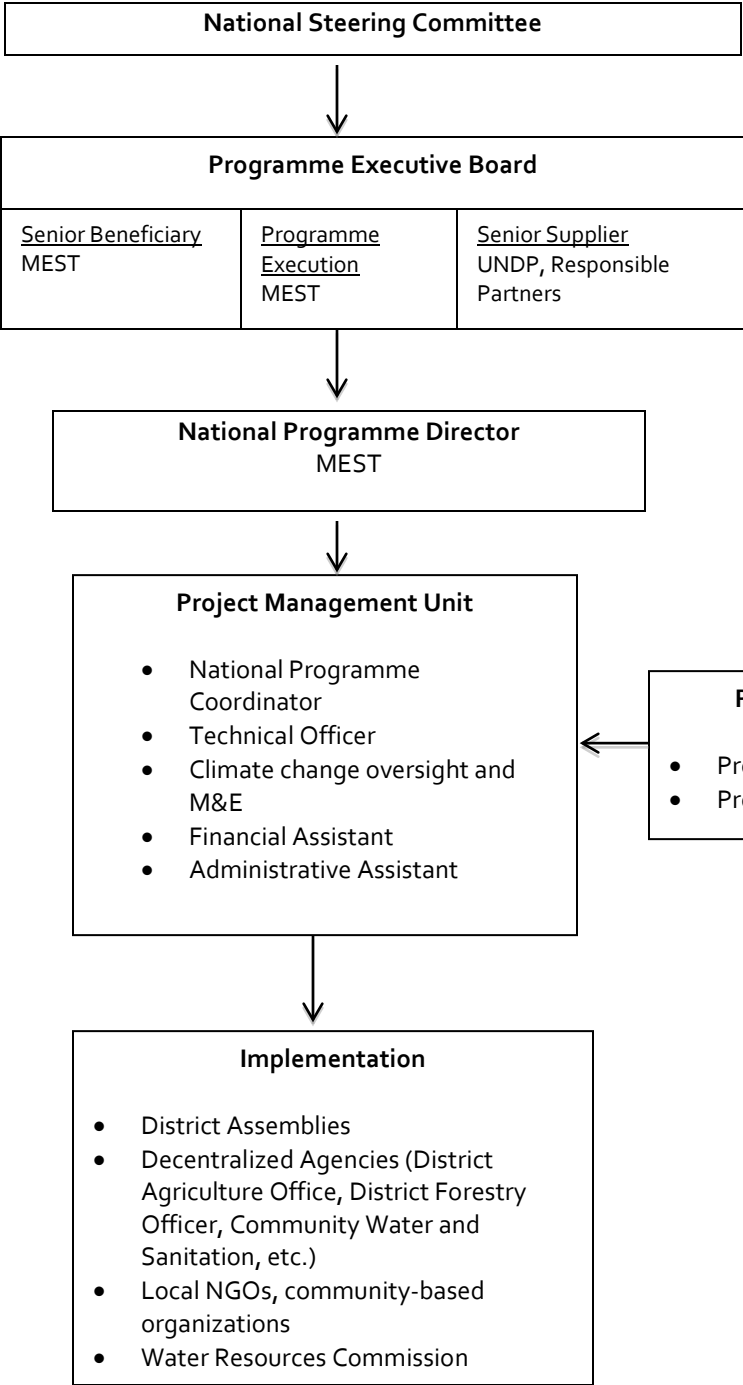 National Steering Committee
Programme Executive Board
Senior Beneficiary
MEST
Programme
Execution
MEST
Senior Supplier
UNDP, Responsible
Partners
National Programme Director
MEST
Project Management Unit
• National Programme
Coordinator
• Technical Officer
• Climate change oversight and
M&E
• Financial Assistant
• Administrative Assistant
Implementation
• District Assemblies
• Decentralized Agencies (District
Agriculture Office, District Forestry
Officer, Community Water and
Sanitation, etc.)
• Local NGOs, community-based
organizations
• Water Resources Commission